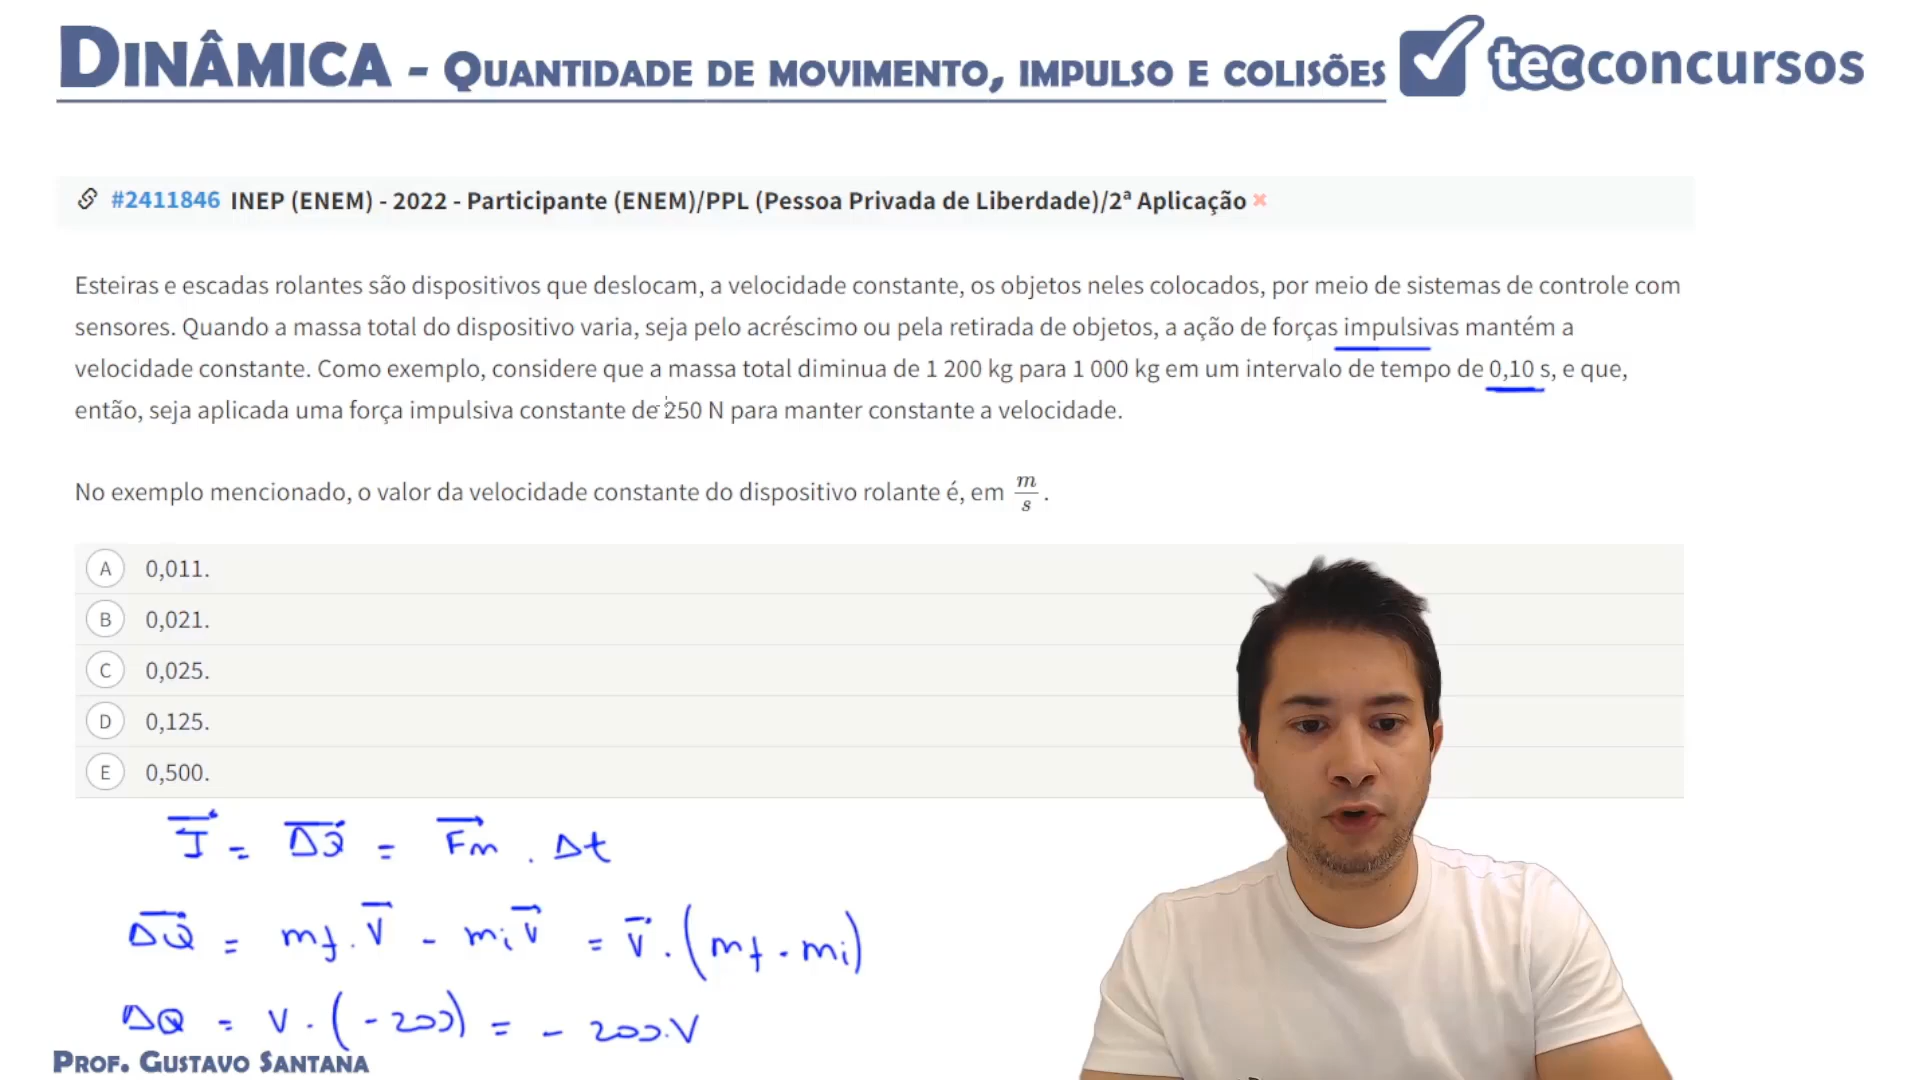 DINÂMICA - QUANTIDADE DE MOVIMENTO, IMPULSO E COLISÕES
tecconcursos
#2411846 INEP (ENEM) - 2022 - Participante (ENEM)/PPL (Pessoa Privada de Liberdade)/2ª Aplicação
Esteiras e escadas rolantes são dispositivos que deslocam, a velocidade constante, os objetos neles colocados, por meio de sistemas de controle com
sensores. Quando a massa total do dispositivo varia, seja pelo acréscimo ou pela retirada de objetos, a ação de forças impulsivas mantém a
velocidade constante. Como exemplo, considere que a massa total diminua de 1 200 kg para 1 000 kg em um intervalo de tempo de 0,10 s, e que,
então, seja aplicada uma força impulsiva constante de 250 N para manter constante a velocidade.
No exemplo mencionado, o valor da velocidade constante do dispositivo rolante é, em m/s.
A 0,011.
B 0,021.
C 0,025.
D 0,125.
E 0,500.
I = ΔQ = Fm . Δt
ΔQ = mf . V - mi V = V . (mf - mi)
ΔQ = V . (-200) = - 200.V
PROF. GUSTAVO SANTANA